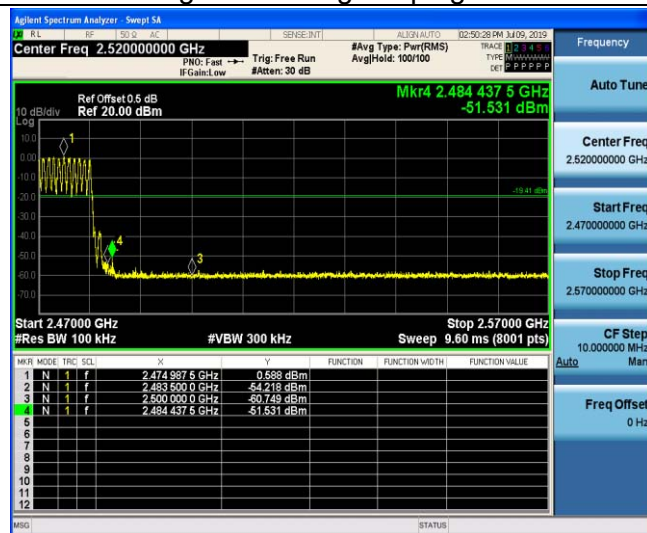 Agilent Spectrum Analyzer - Swept SA
RL RF 50 Ω AC SENSE:INT ALIGN AUTO 02:50:28 PM Jul 09, 2019
Center Freq 2.520000000 GHz #Avg Type: Pwr(RMS) TRACE 1 2 3 4 5 6
PNO: Fast Trig: Free Run Avg|Hold: 100/100 TYPE M
IFGain:Low #Atten: 30 dB DET P P P P P P
Ref Offset 0.5 dB Mkr4 2.484 437 5 GHz
10 dB/div Ref 20.00 dBm -51.531 dBm
Log
10.0
0.00
-10.0
-20.0
-30.0
-40.0
-50.0
-60.0
-70.0
1
4
3
-19.41 dBm
Start 2.47000 GHz Stop 2.57000 GHz
#Res BW 100 kHz #VBW 300 kHz Sweep 9.60 ms (8001 pts)
MKR MODE TRC SCL X Y FUNCTION FUNCTION WIDTH FUNCTION VALUE
1 N 1 f 2.474 987 5 GHz 0.588 dBm
2 N 1 f 2.483 500 0 GHz -54.218 dBm
3 N 1 f 2.500 000 0 GHz -60.749 dBm
4 N 1 f 2.484 437 5 GHz -51.531 dBm
5
6
7
8
9
10
11
12
MSG STATUS
Frequency
Auto Tune
Center Freq
2.520000000 GHz
Start Freq
2.470000000 GHz
Stop Freq
2.570000000 GHz
CF Step
10.000000 MHz
Auto Man
Freq Offset
0 Hz